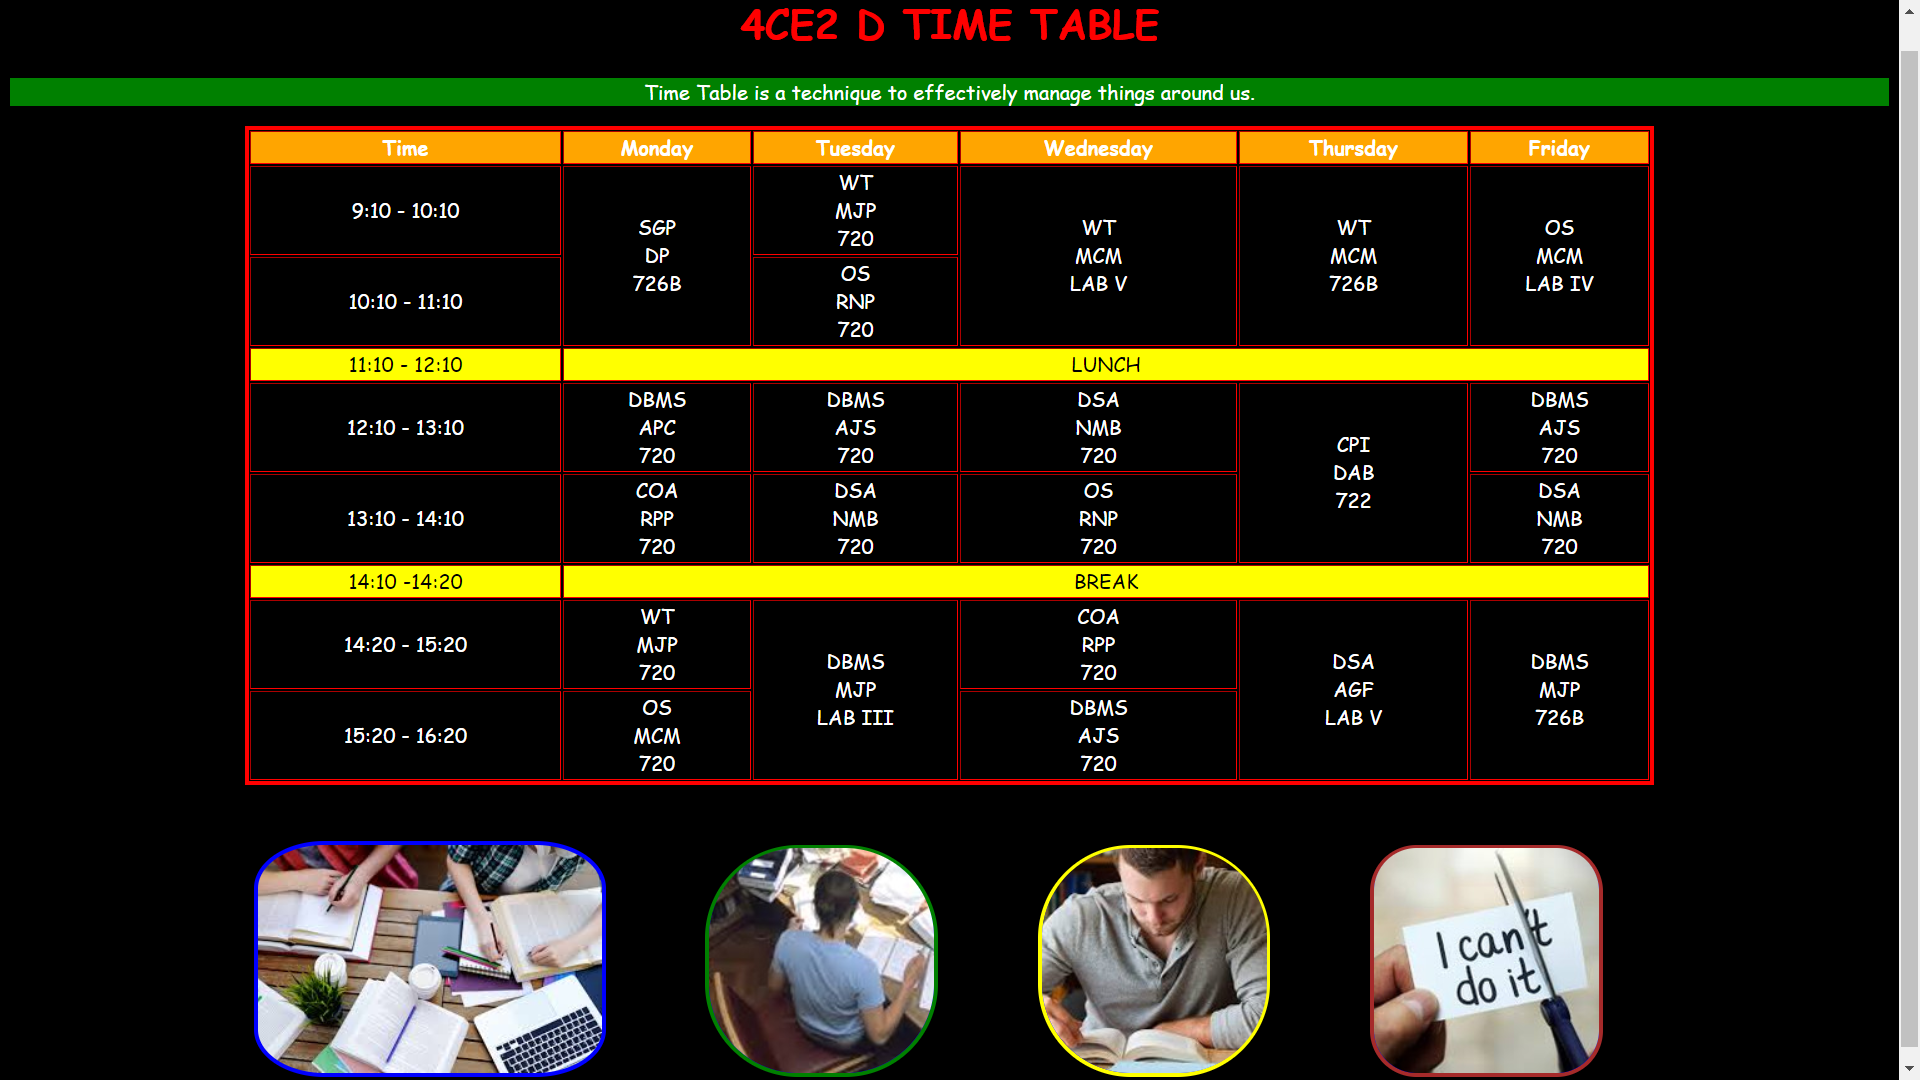 4CE2 D TIME TABLE
Time Table is a technique to effectively manage things around us.
Time Monday Tuesday Wednesday Thursday Friday
9:10 - 10:10
SGP
DP
726B
WT
MJP
720
WT
MCM
LAB V
WT
MCM
726B
OS
MCM
LAB IV
10:10 - 11:10
OS
RNP
720
11:10 - 12:10 LUNCH
12:10 - 13:10
DBMS
APC
720
DBMS
AJS
720
DSA
NMB
720
CPI
DAB
722
DBMS
AJS
720
13:10 - 14:10
COA
RPP
720
DSA
NMB
720
OS
RNP
720
DSA
NMB
720
14:10 -14:20 BREAK
14:20 - 15:20
WT
MJP
720
DBMS
MJP
LAB III
COA
RPP
720
DSA
AGF
LAB V
DBMS
MJP
726B
15:20 - 16:20
OS
MCM
720
DBMS
AJS
720
I can't
do it